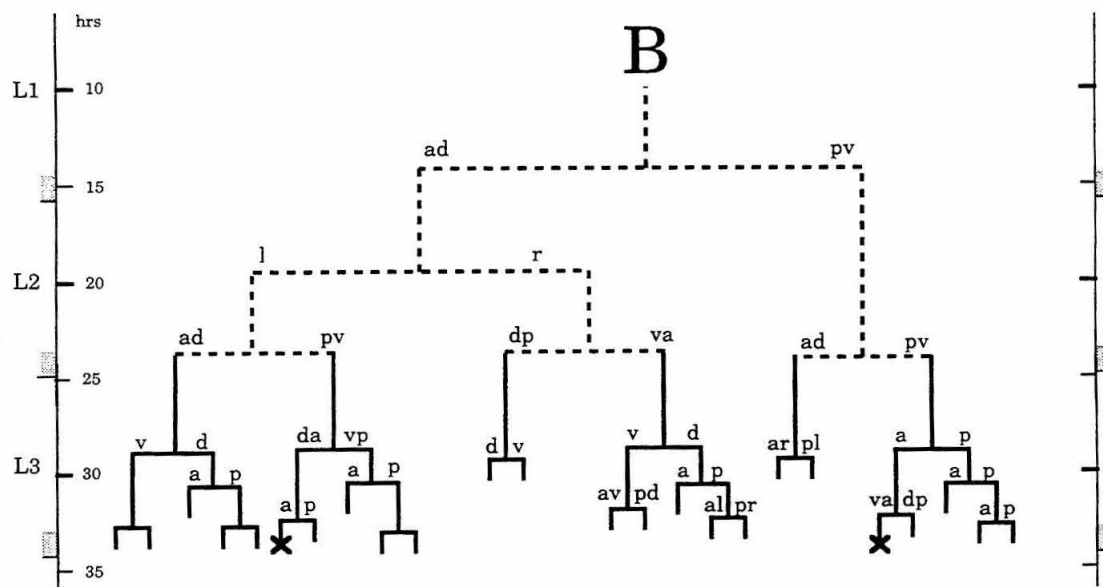 hrs
B
L1 10
ad pv
15
l r
L2 20
ad pv dp va ad pv
25
v d da vp d v v d ar pl a p
L3 30
a p a p a p a p
a p av pd al pr va dp a p
35